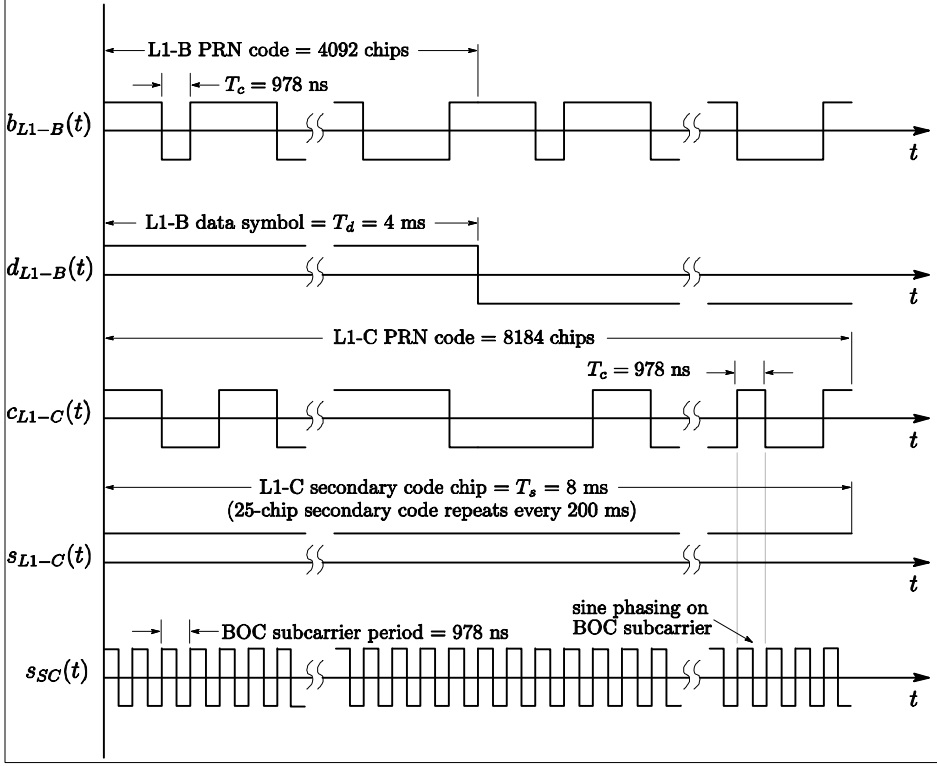 L1-B PRN code = 4092 chips
T_c = 978 ns
b_{L1-B}(t)
t
L1-B data symbol = T_d = 4 ms
d_{L1-B}(t)
t
L1-C PRN code = 8184 chips
T_c = 978 ns
c_{L1-C}(t)
t
L1-C secondary code chip = T_s = 8 ms
(25-chip secondary code repeats every 200 ms)
s_{L1-C}(t)
t
sine phasing on
BOC subcarrier
BOC subcarrier period = 978 ns
s_{SC}(t)
t